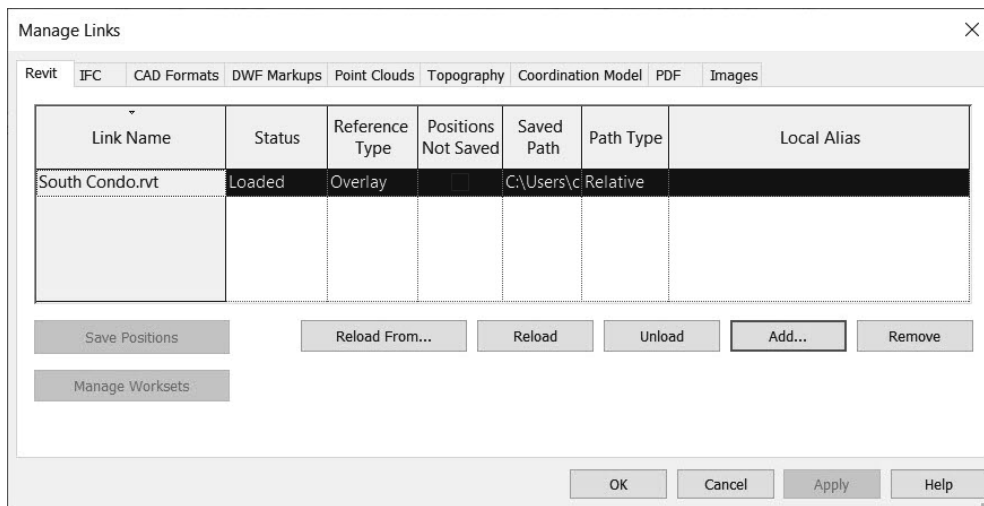 Manage Links
Revit IFC CAD Formats DWF Markups Point Clouds Topography Coordination Model PDF Images
Link Name Status Reference Type Positions Not Saved Saved Path Path Type Local Alias
South Condo.rvt Loaded Overlay C:\Users\c Relative
Save Positions Reload From... Reload Unload Add... Remove
Manage Worksets
OK Cancel Apply Help